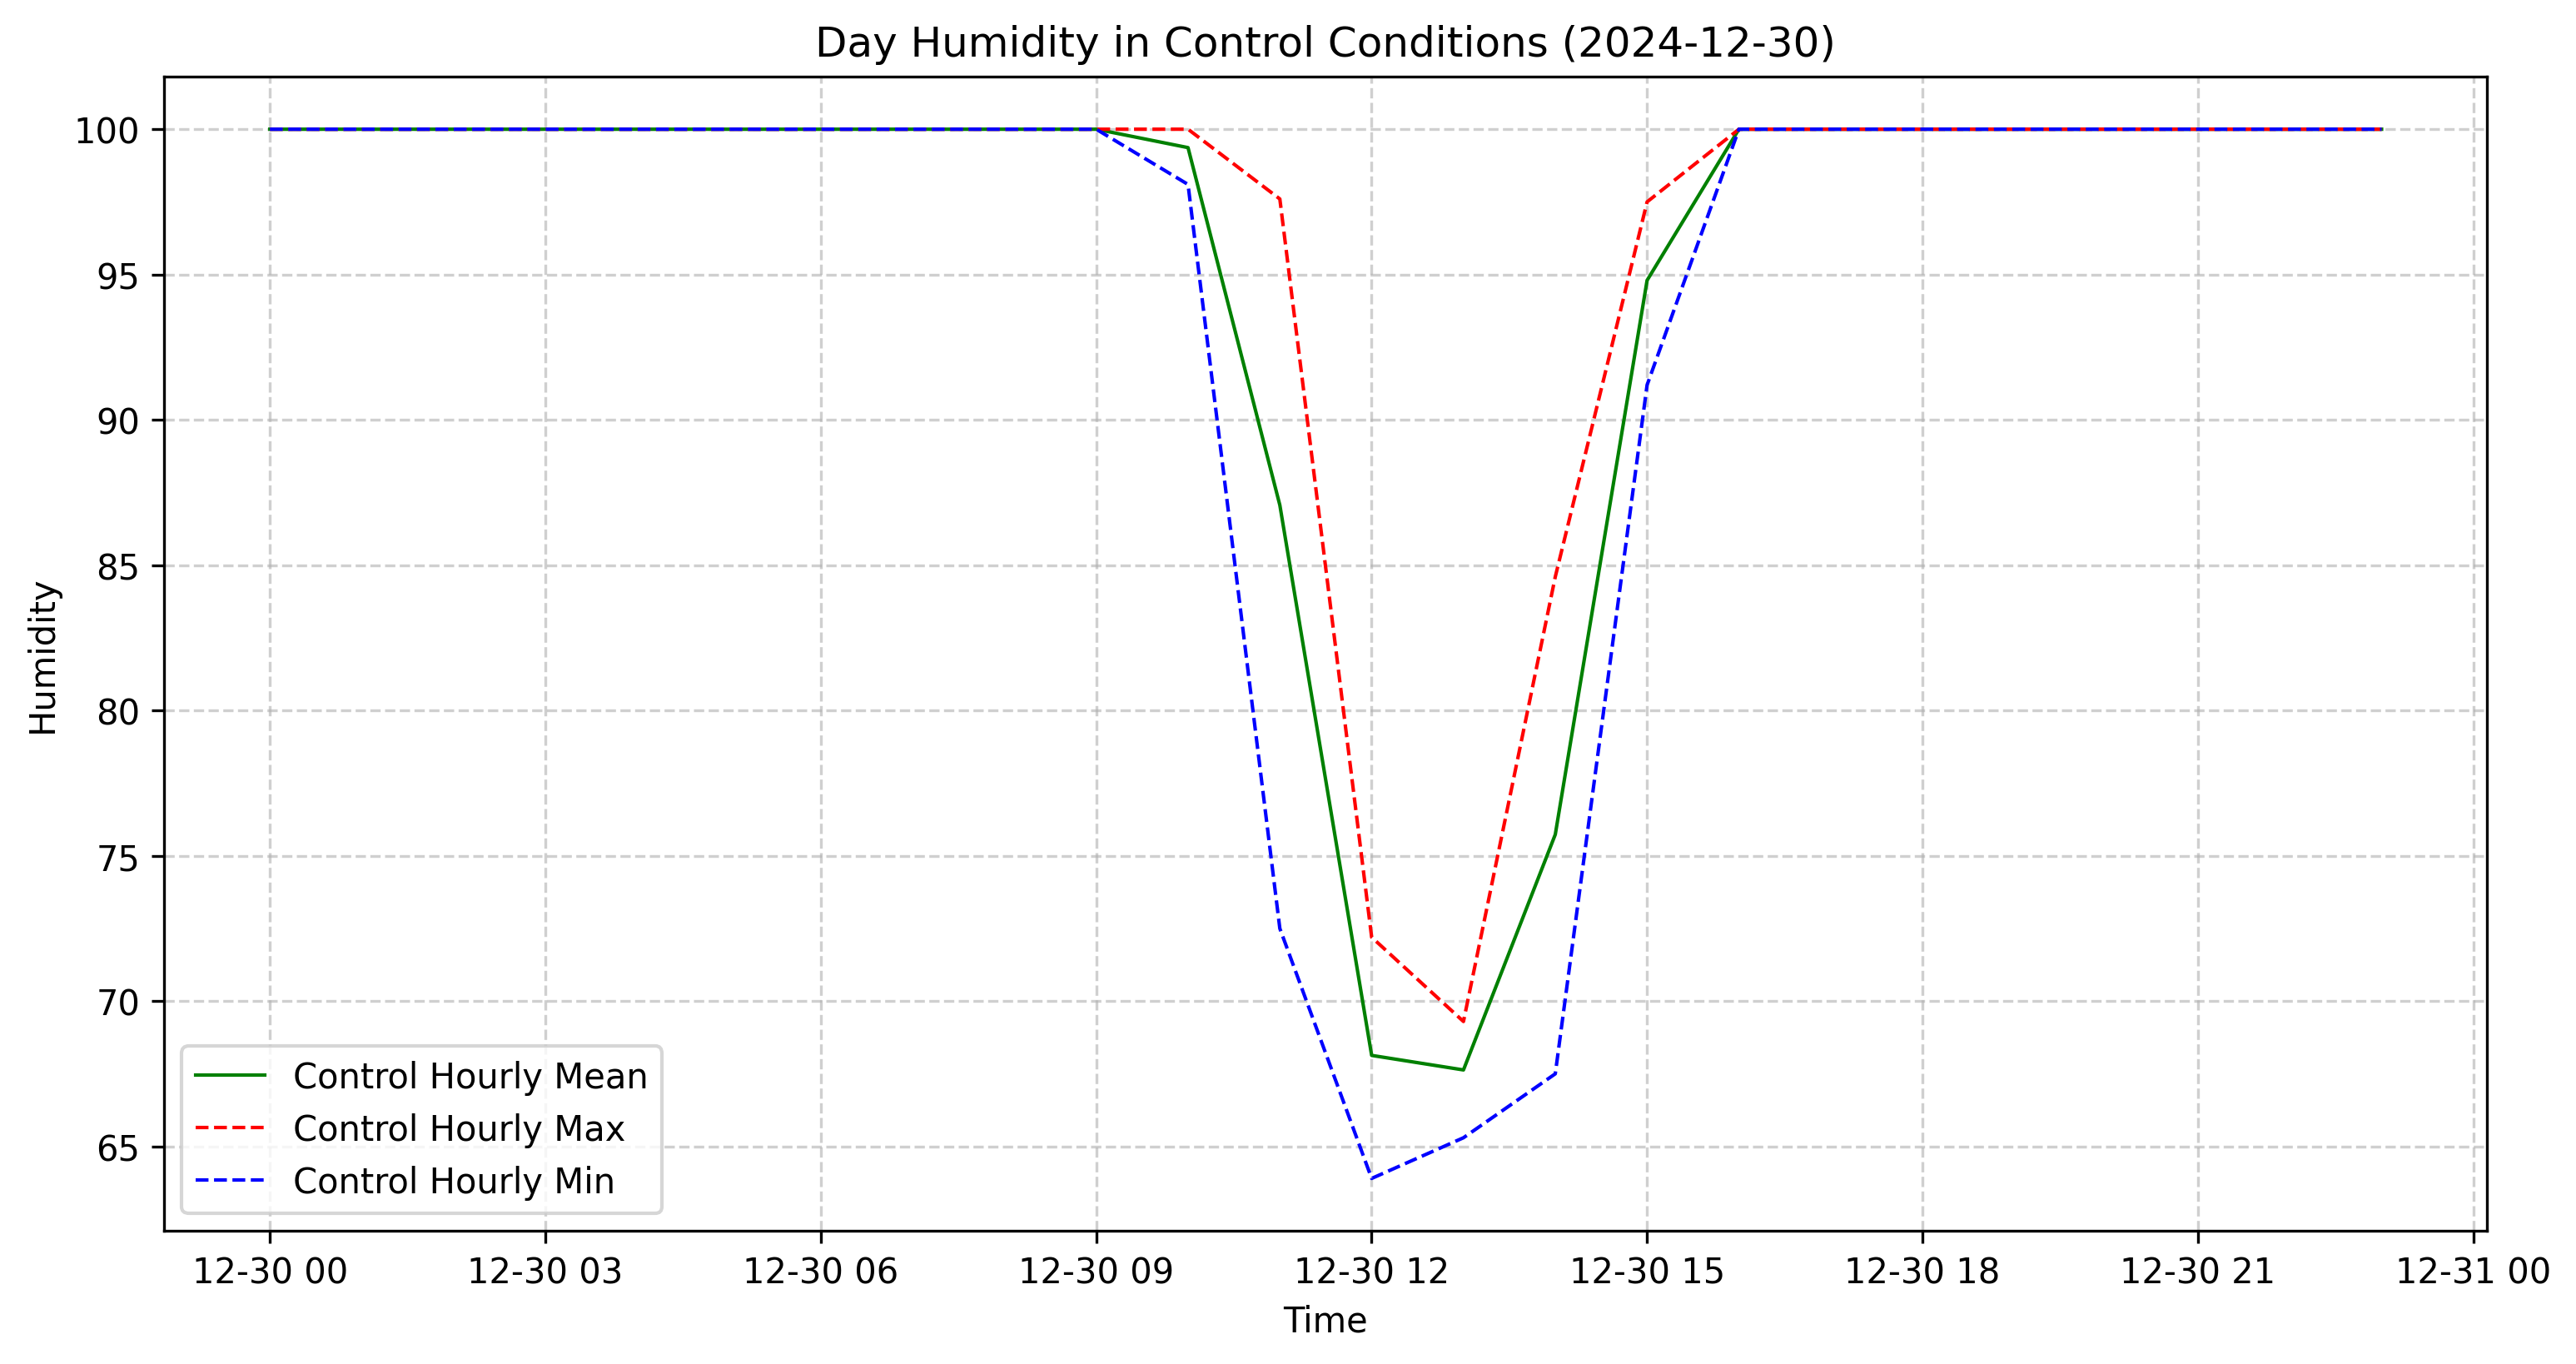 Day Humidity in Control Conditions (2024-12-30)
Humidity
100
95
90
85
80
75
70
65
Control Hourly Mean
Control Hourly Max
Control Hourly Min
12-30 00 12-30 03 12-30 06 12-30 09 12-30 12 12-30 15 12-30 18 12-30 21 12-31 00
Time